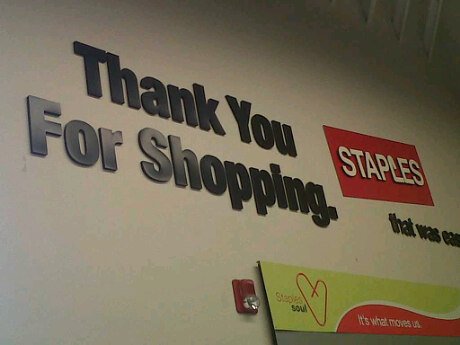 Thank You
For Shopping.
STAPLES
that was
Staples
soul
It's what moves us.